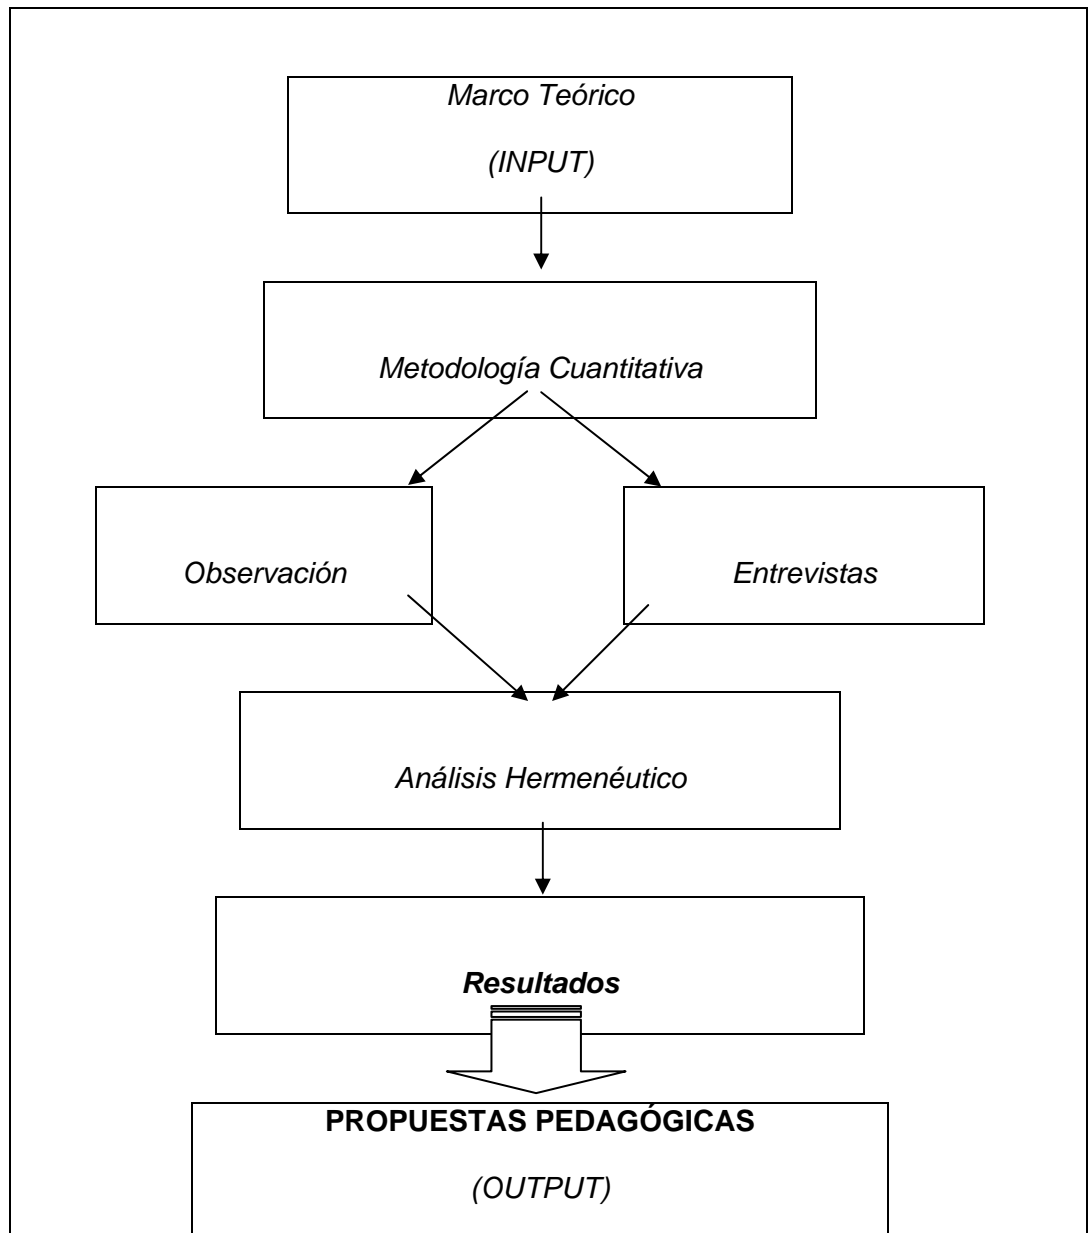 Marco Teórico
(INPUT)
Metodología Cuantitativa
Observación
Entrevistas
Análisis Hermenéutico
Resultados
PROPUESTAS PEDAGÓGICAS
(OUTPUT)